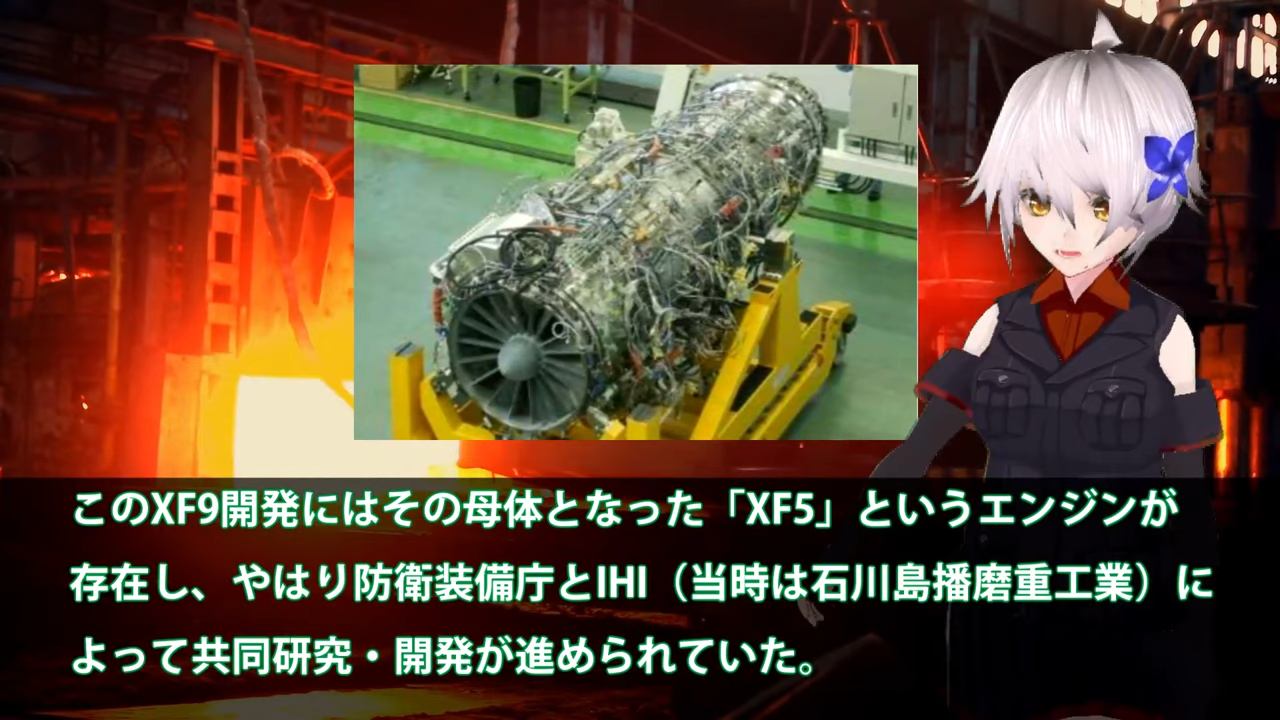 このXF9開発にはその母体となった「XF5」というエンジンが
存在し、やはり防衛装備庁とIHI（当時は石川島播磨重工業）に
よって共同研究・開発が進められていた。